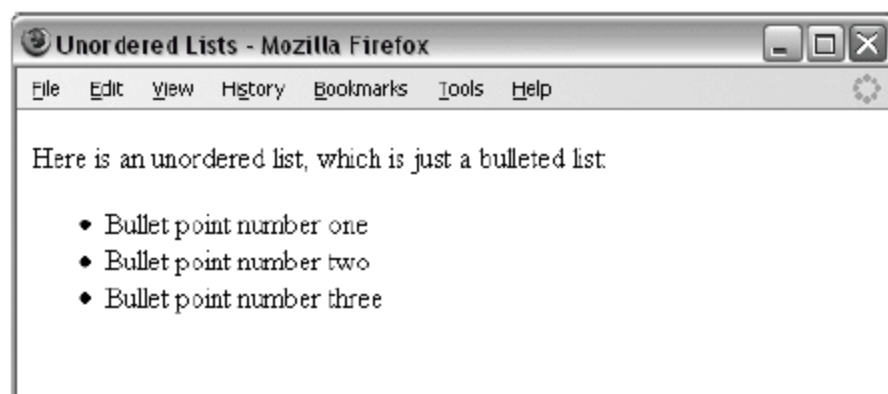 Unordered Lists - Mozilla Firefox
File Edit View History Bookmarks Tools Help
Here is an unordered list, which is just a bulleted list:
• Bullet point number one
• Bullet point number two
• Bullet point number three